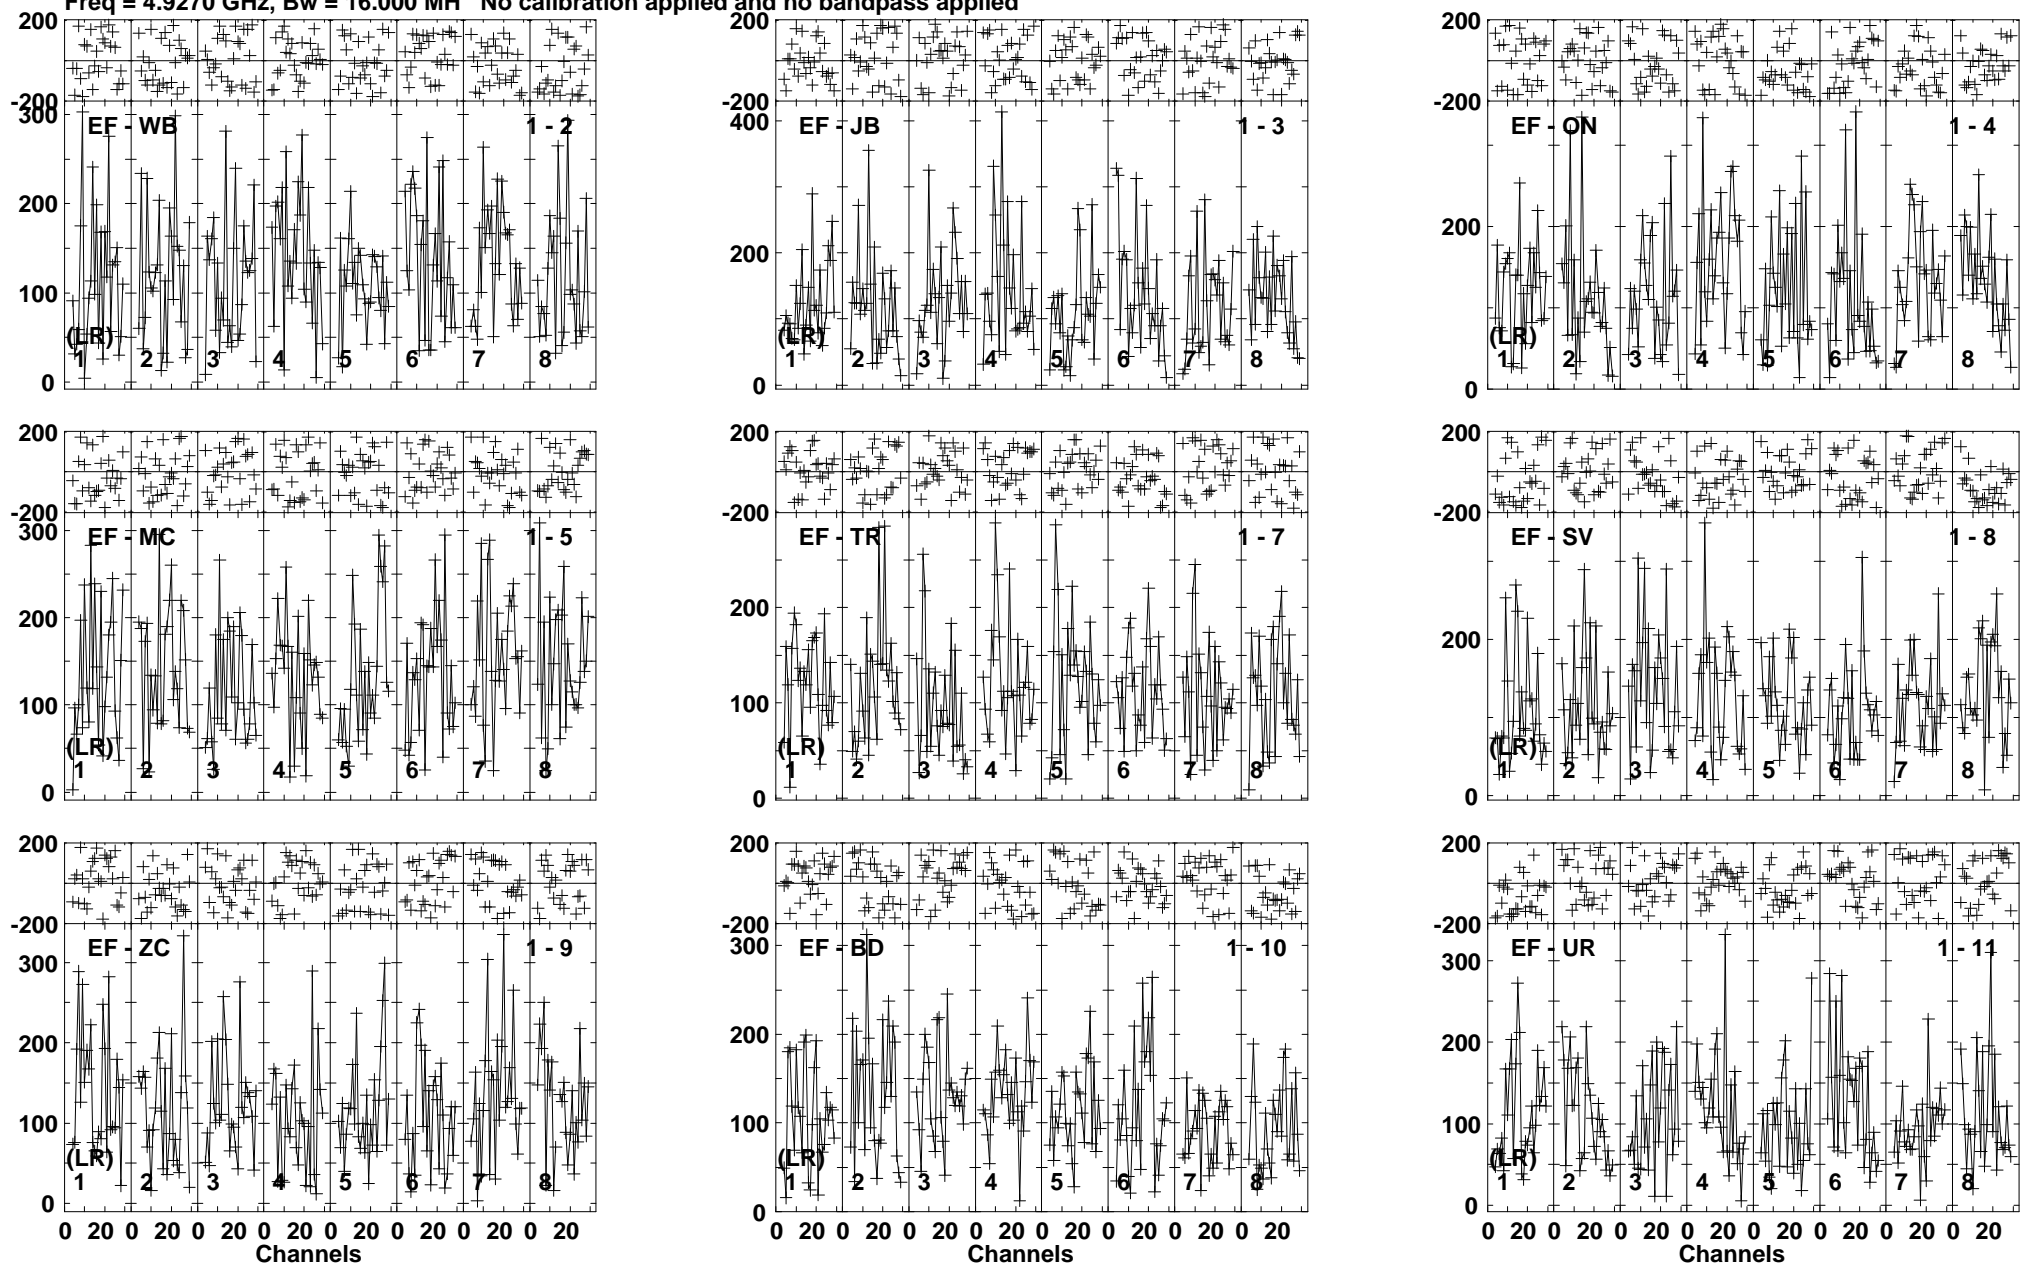 Freq = 4.9270 GHz, Bw = 16.000 MH No calibration applied and no bandpass applied
200 200
-200 -200 -200
300 EF - WB 1 - 2 400 EF - JB 1 - 3 EF - ON 1 - 4
200 200 200
100
(LR) (LR) (LR)
1 2 3 4 5 6 7 8 1 2 3 4 5 6 7 8 1 2 3 4 5 6 7 8
0 0 0
200 200 200
-200 -200 -200
300 EF - MC 1 - 5 EF - TR 1 - 7 EF - SV 1 - 8
200 200 200
100 100
(LR) (LR) (LR)
1 2 3 4 5 6 7 8 1 2 3 4 5 6 7 8 1 2 3 4 5 6 7 8
0 0 0
200 200 200
-200 -200 -200
300 EF - ZC 1 - 9 300 EF - BD 1 - 10 300 EF - UR 1 - 11
200 200 200
100 100 100
(LR) (LR) (LR)
1 2 3 4 5 6 7 8 1 2 3 4 5 6 7 8 1 2 3 4 5 6 7 8
0 0 0
0 20 0 20 0 20 0 20 0 20 0 20 0 20 0 20 0 20 0 20 0 20 0 20 0 20 0 20 0 20 0 20 0 20 0 20 0 20 0 20 0 20 0 20 0 20 0 20
Channels Channels